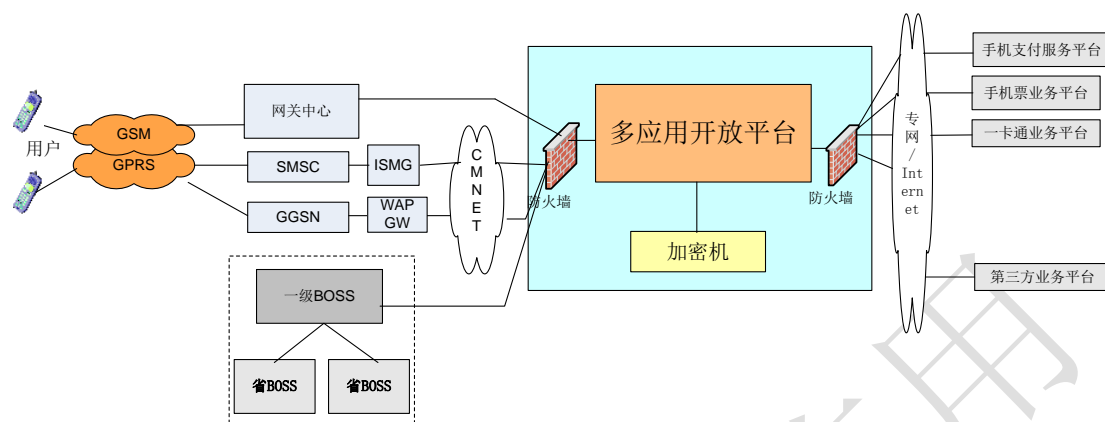 用户
GSM
GPRS
网关中心
SMSC
ISMG
GGSN
WAP
GW
CMNET
一级BOSS
省BOSS
省BOSS
防火墙
多应用开放平台
加密机
防火墙
专网/Internet
手机支付服务平台
手机票业务平台
一卡通业务平台
第三方业务平台
用